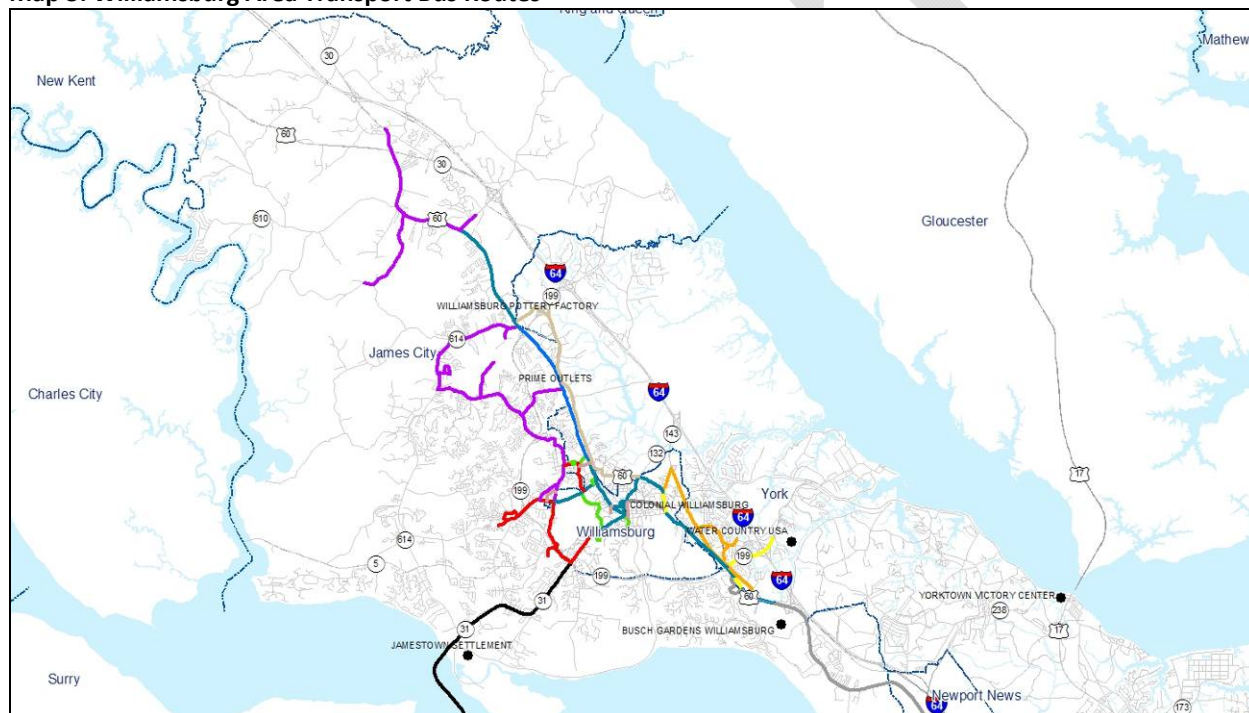 Map 5: Williamsburg Area Transport Bus Routes
King and Queen
Mathew
30
New Kent
60
30
610
60
Gloucester
64
199
WILLIAMSBURG POTTERY FACTORY
614
James City
PRIME OUTLETS
64
Charles City
17
143
132
60
199
York
COLONIAL WILLIAMSBURG
64
WATER COUNTRY USA
Williamsburg
614
199
5
199
64
60
YORKTOWN VICTORY CENTER
31
238
17
31
BUSCH GARDENS WILLIAMSBURG
JAMESTOWN SETTLEMENT
Surry
Newport News
64
173